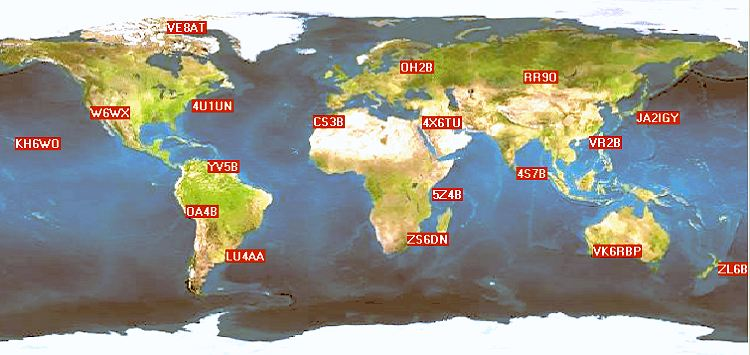 VE8AT
OH2B
RR9O
4U1UN
W6WX
CS3B
4X6TU
JA2IGY
KH6WO
VR2B
YV5B
4S7B
5Z4B
OA4B
ZS6DN
LU4AA
VK6RBP
ZL6B